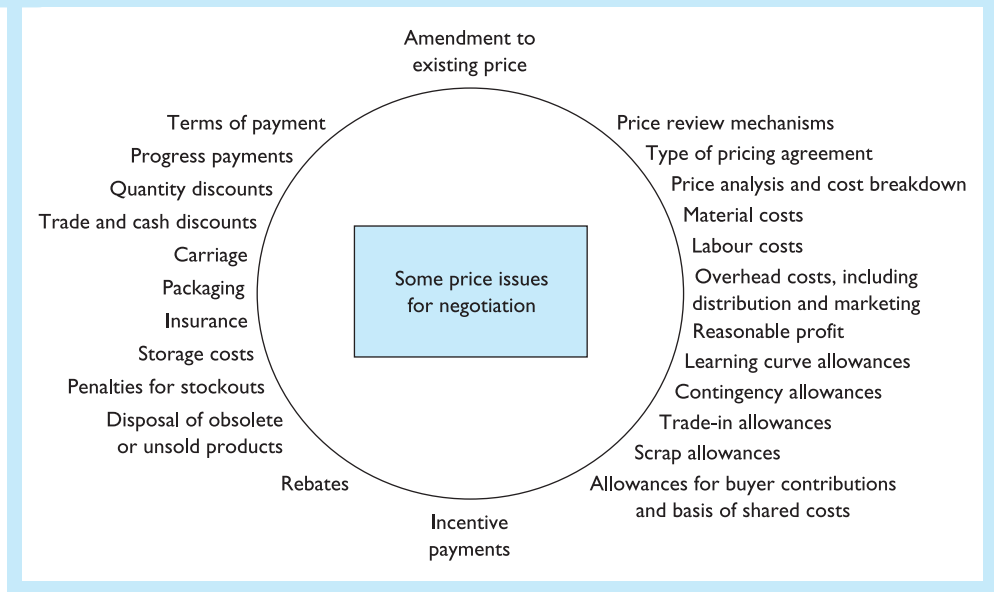 Amendment to
existing price
Price review mechanisms
Type of pricing agreement
Price analysis and cost breakdown
Material costs
Labour costs
Overhead costs, including
distribution and marketing
Reasonable profit
Learning curve allowances
Contingency allowances
Trade-in allowances
Scrap allowances
Allowances for buyer contributions
and basis of shared costs
Incentive
payments
Rebates
Disposal of obsolete
or unsold products
Penalties for stockouts
Storage costs
Insurance
Packaging
Carriage
Trade and cash discounts
Quantity discounts
Progress payments
Terms of payment
Some price issues
for negotiation